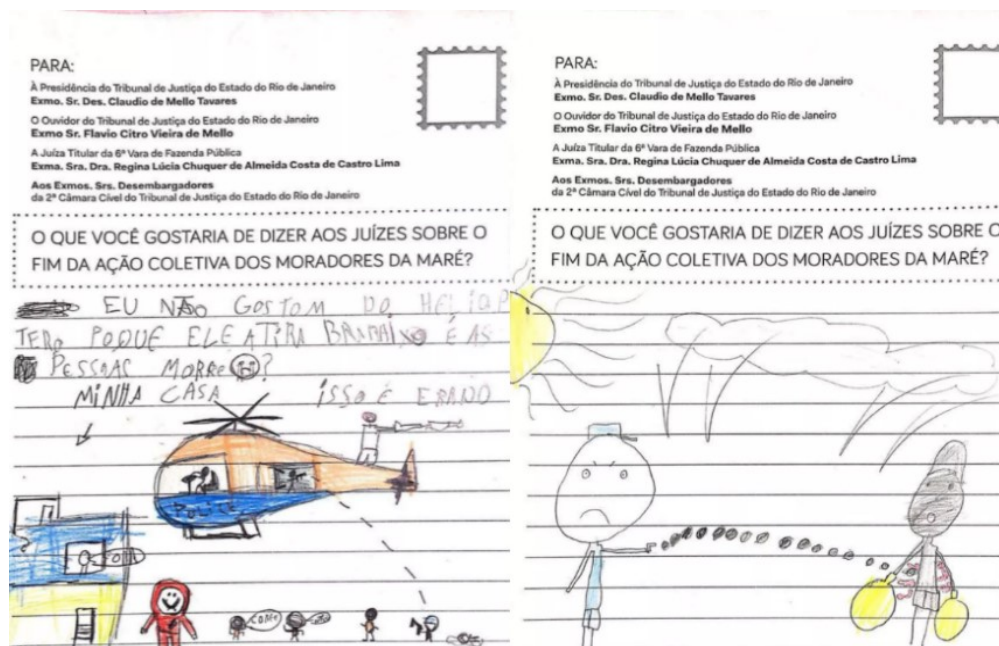 PARA:
À Presidência do Tribunal de Justiça do Estado do Rio de Janeiro
Exmo. Sr. Des. Claudio de Mello Tavares
O Ouvidor do Tribunal de Justiça do Estado do Rio de Janeiro
Exmo Sr. Flavio Citro Vieira de Mello
A Juíza Titular da 6ª Vara de Fazenda Pública
Exma. Sra. Dra. Regina Lúcia Chuquer de Almeida Costa de Castro Lima
Aos Exmos. Srs. Desembargadores
da 2ª Câmara Cível do Tribunal de Justiça do Estado do Rio de Janeiro
O QUE VOCÊ GOSTARIA DE DIZER AOS JUÍZES SOBRE O
FIM DA AÇÃO COLETIVA DOS MORADORES DA MARÉ?
EU NÃO GOSTOM DO HELICP
TERO POQUE ELE ATIRA É AS
PESSOAS MORRE ?
MINHA CASA ISSO É ERADO
POLICE
CORRE
PARA:
À Presidência do Tribunal de Justiça do Estado do Rio de Janeiro
Exmo. Sr. Des. Claudio de Mello Tavares
O Ouvidor do Tribunal de Justiça do Estado do Rio de Janeiro
Exmo Sr. Flavio Citro Vieira de Mello
A Juíza Titular da 6ª Vara de Fazenda Pública
Exma. Sra. Dra. Regina Lúcia Chuquer de Almeida Costa de Castro Lima
Aos Exmos. Srs. Desembargadores
da 2ª Câmara Cível do Tribunal de Justiça do Estado do Rio de Janeiro
O QUE VOCÊ GOSTARIA DE DIZER AOS JUÍZES SOBRE O
FIM DA AÇÃO COLETIVA DOS MORADORES DA MARÉ?